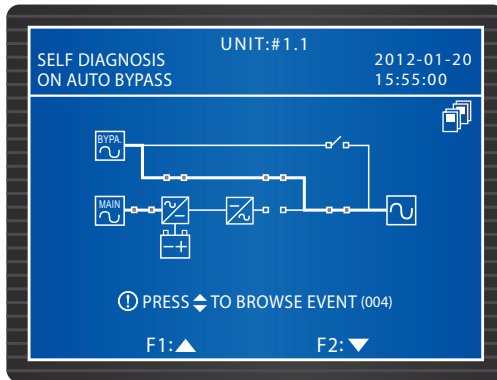 UNIT:#1.1
SELF DIAGNOSIS
ON AUTO BYPASS
2012-01-20
15:55:00
BYPA.
MAIN
PRESS TO BROWSE EVENT (004)
F1:
F2: